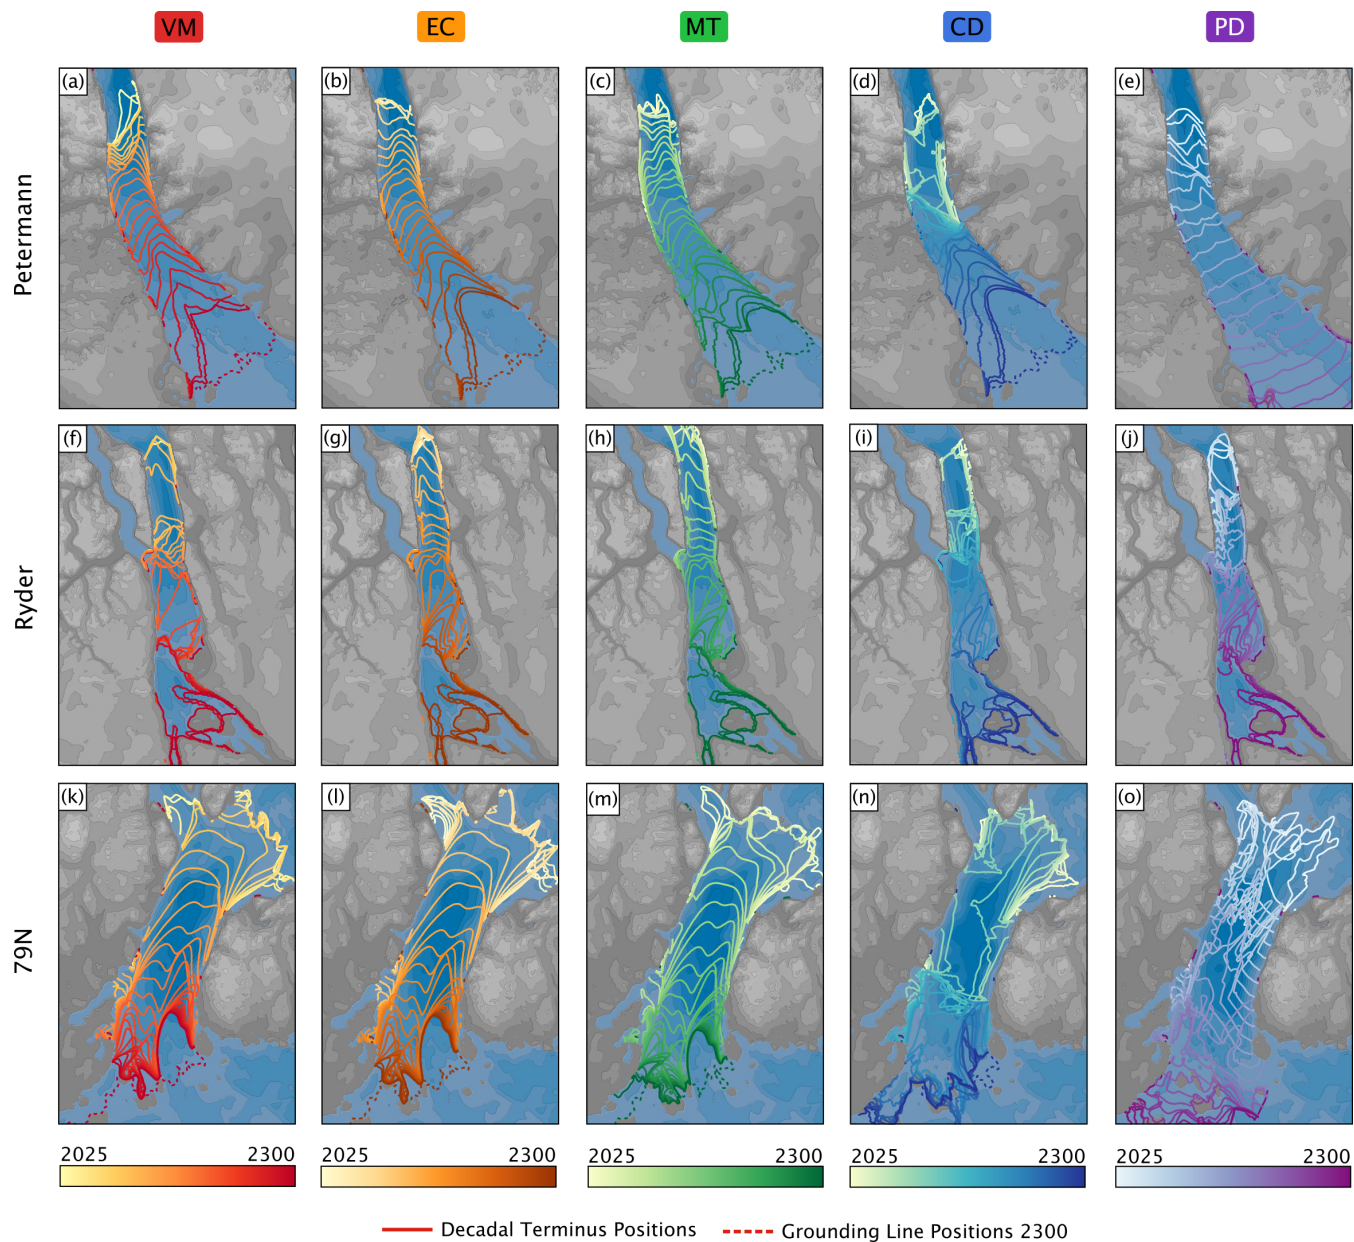 VM EC MT CD PD
Petermann
(a) (b) (c) (d) (e)
Ryder
(f) (g) (h) (i) (j)
79N
(k) (l) (m) (n) (o)
2025 2300 2025 2300 2025 2300 2025 2300 2025 2300
Decadal Terminus Positions Grounding Line Positions 2300